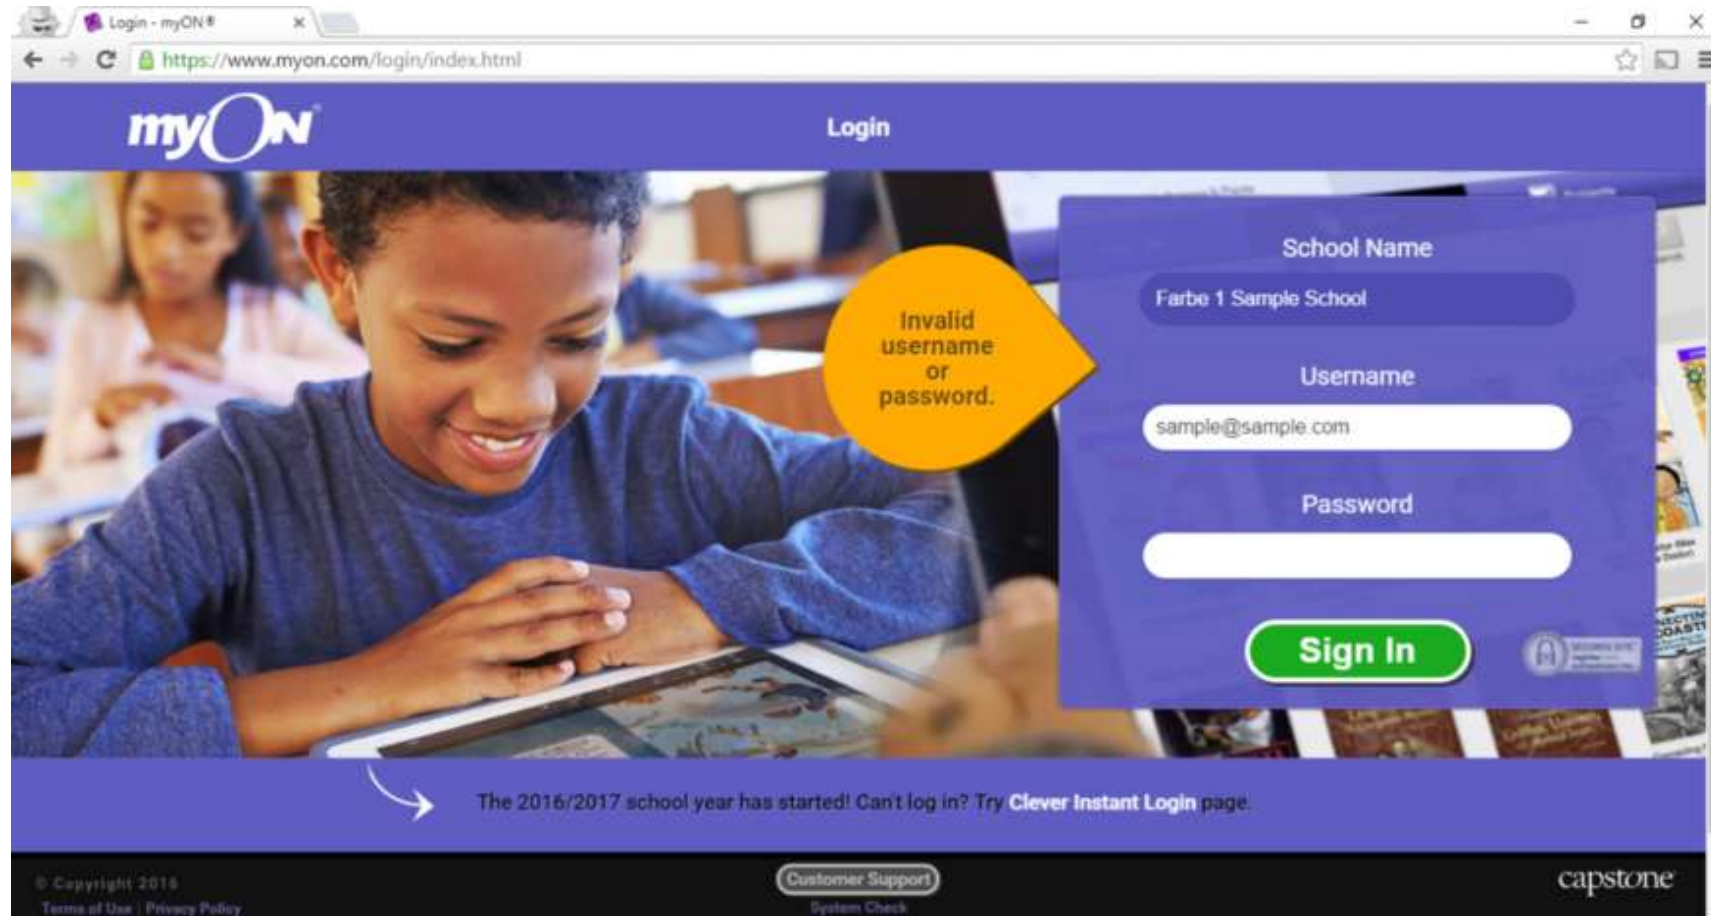 Login - myON®
https://www.myon.com/login/index.html
myON®
Login
School Name
Farbe 1 Sample School
Invalid
username
or
password.
Username
sample@sample.com
Password
Sign In
The 2016/2017 school year has started! Can't log in? Try Clever Instant Login page.
© Copyright 2016
Customer Support
capstone
Terms of Use | Privacy Policy
System Check